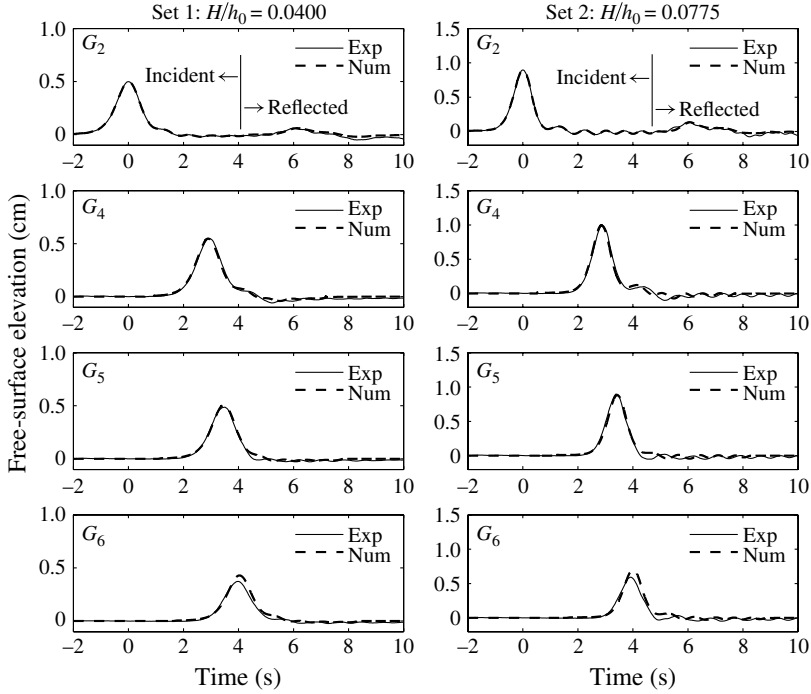 Set 1: H/h0 = 0.0400
Set 2: H/h0 = 0.0775
Free-surface elevation (cm)
1.0
0.5
0
G2
Incident ←
→ Reflected
Exp
Num
–2 0 2 4 6 8 10
1.5
1.0
0.5
0
G2
Incident ←
→ Reflected
Exp
Num
–2 0 2 4 6 8 10
1.0
0.5
0
G4
Exp
Num
–2 0 2 4 6 8 10
1.5
1.0
0.5
0
G4
Exp
Num
–2 0 2 4 6 8 10
1.0
0.5
0
G5
Exp
Num
–2 0 2 4 6 8 10
1.5
1.0
0.5
0
G5
Exp
Num
–2 0 2 4 6 8 10
1.0
0.5
0
G6
Exp
Num
–2 0 2 4 6 8 10
Time (s)
1.5
1.0
0.5
0
G6
Exp
Num
–2 0 2 4 6 8 10
Time (s)